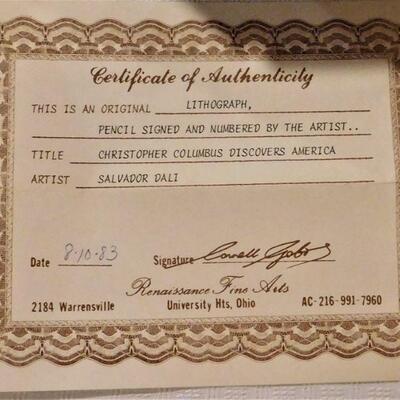 Certificate of Authenticity
THIS IS AN ORIGINAL LITHOGRAPH,
PENCIL SIGNED AND NUMBERED BY THE ARTIST..
TITLE CHRISTOPHER COLUMBUS DISCOVERS AMERICA
ARTIST SALVADOR DALI
Date 8-10-83 Signature
Renaissance Fine Arts
2184 Warrensville University Hts, Ohio AC-216-991-7960